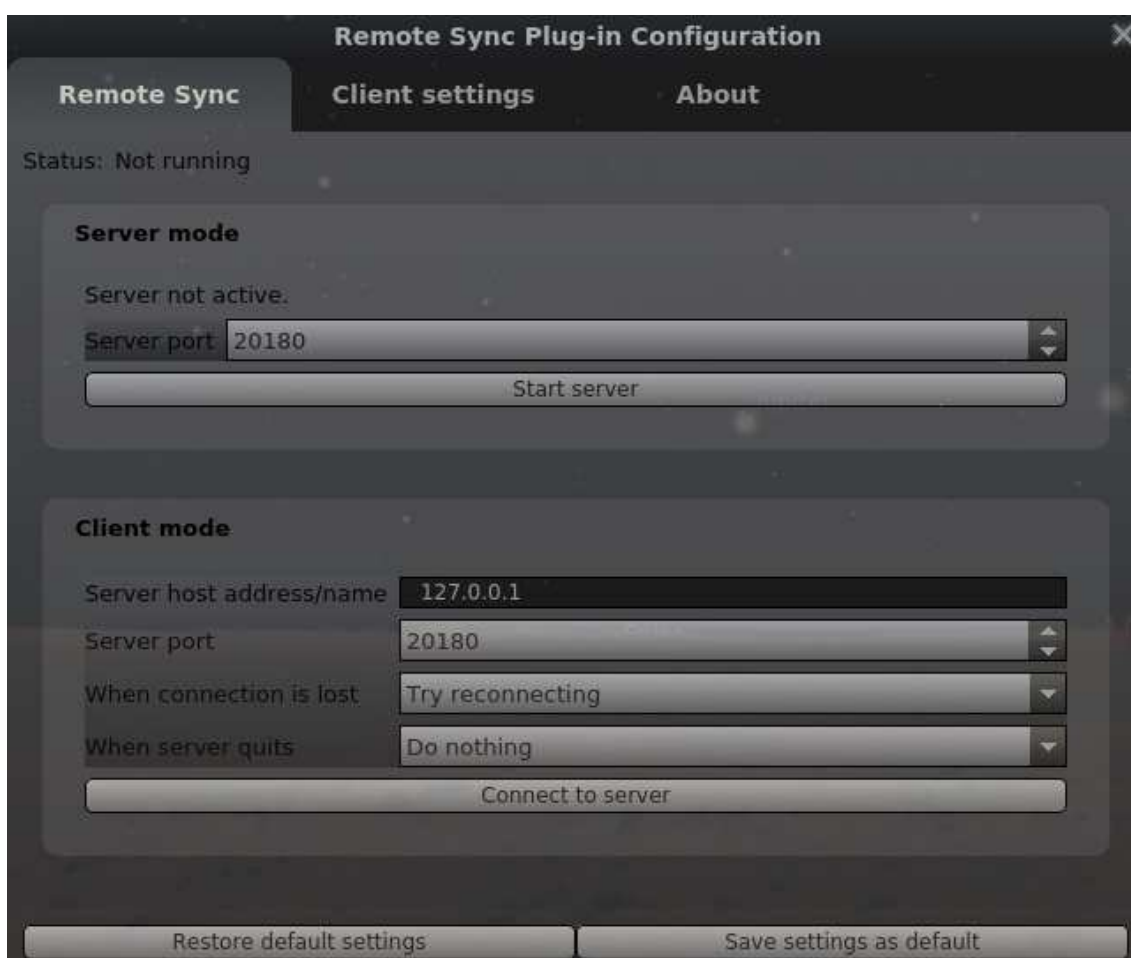 Remote Sync Plug-in Configuration
Remote Sync Client settings About
Status: Not running
Server mode
Server not active.
Server port 20180
Start server
Client mode
Server host address/name 127.0.0.1
Server port 20180
When connection is lost Try reconnecting
When server quits Do nothing
Connect to server
Restore default settings Save settings as default